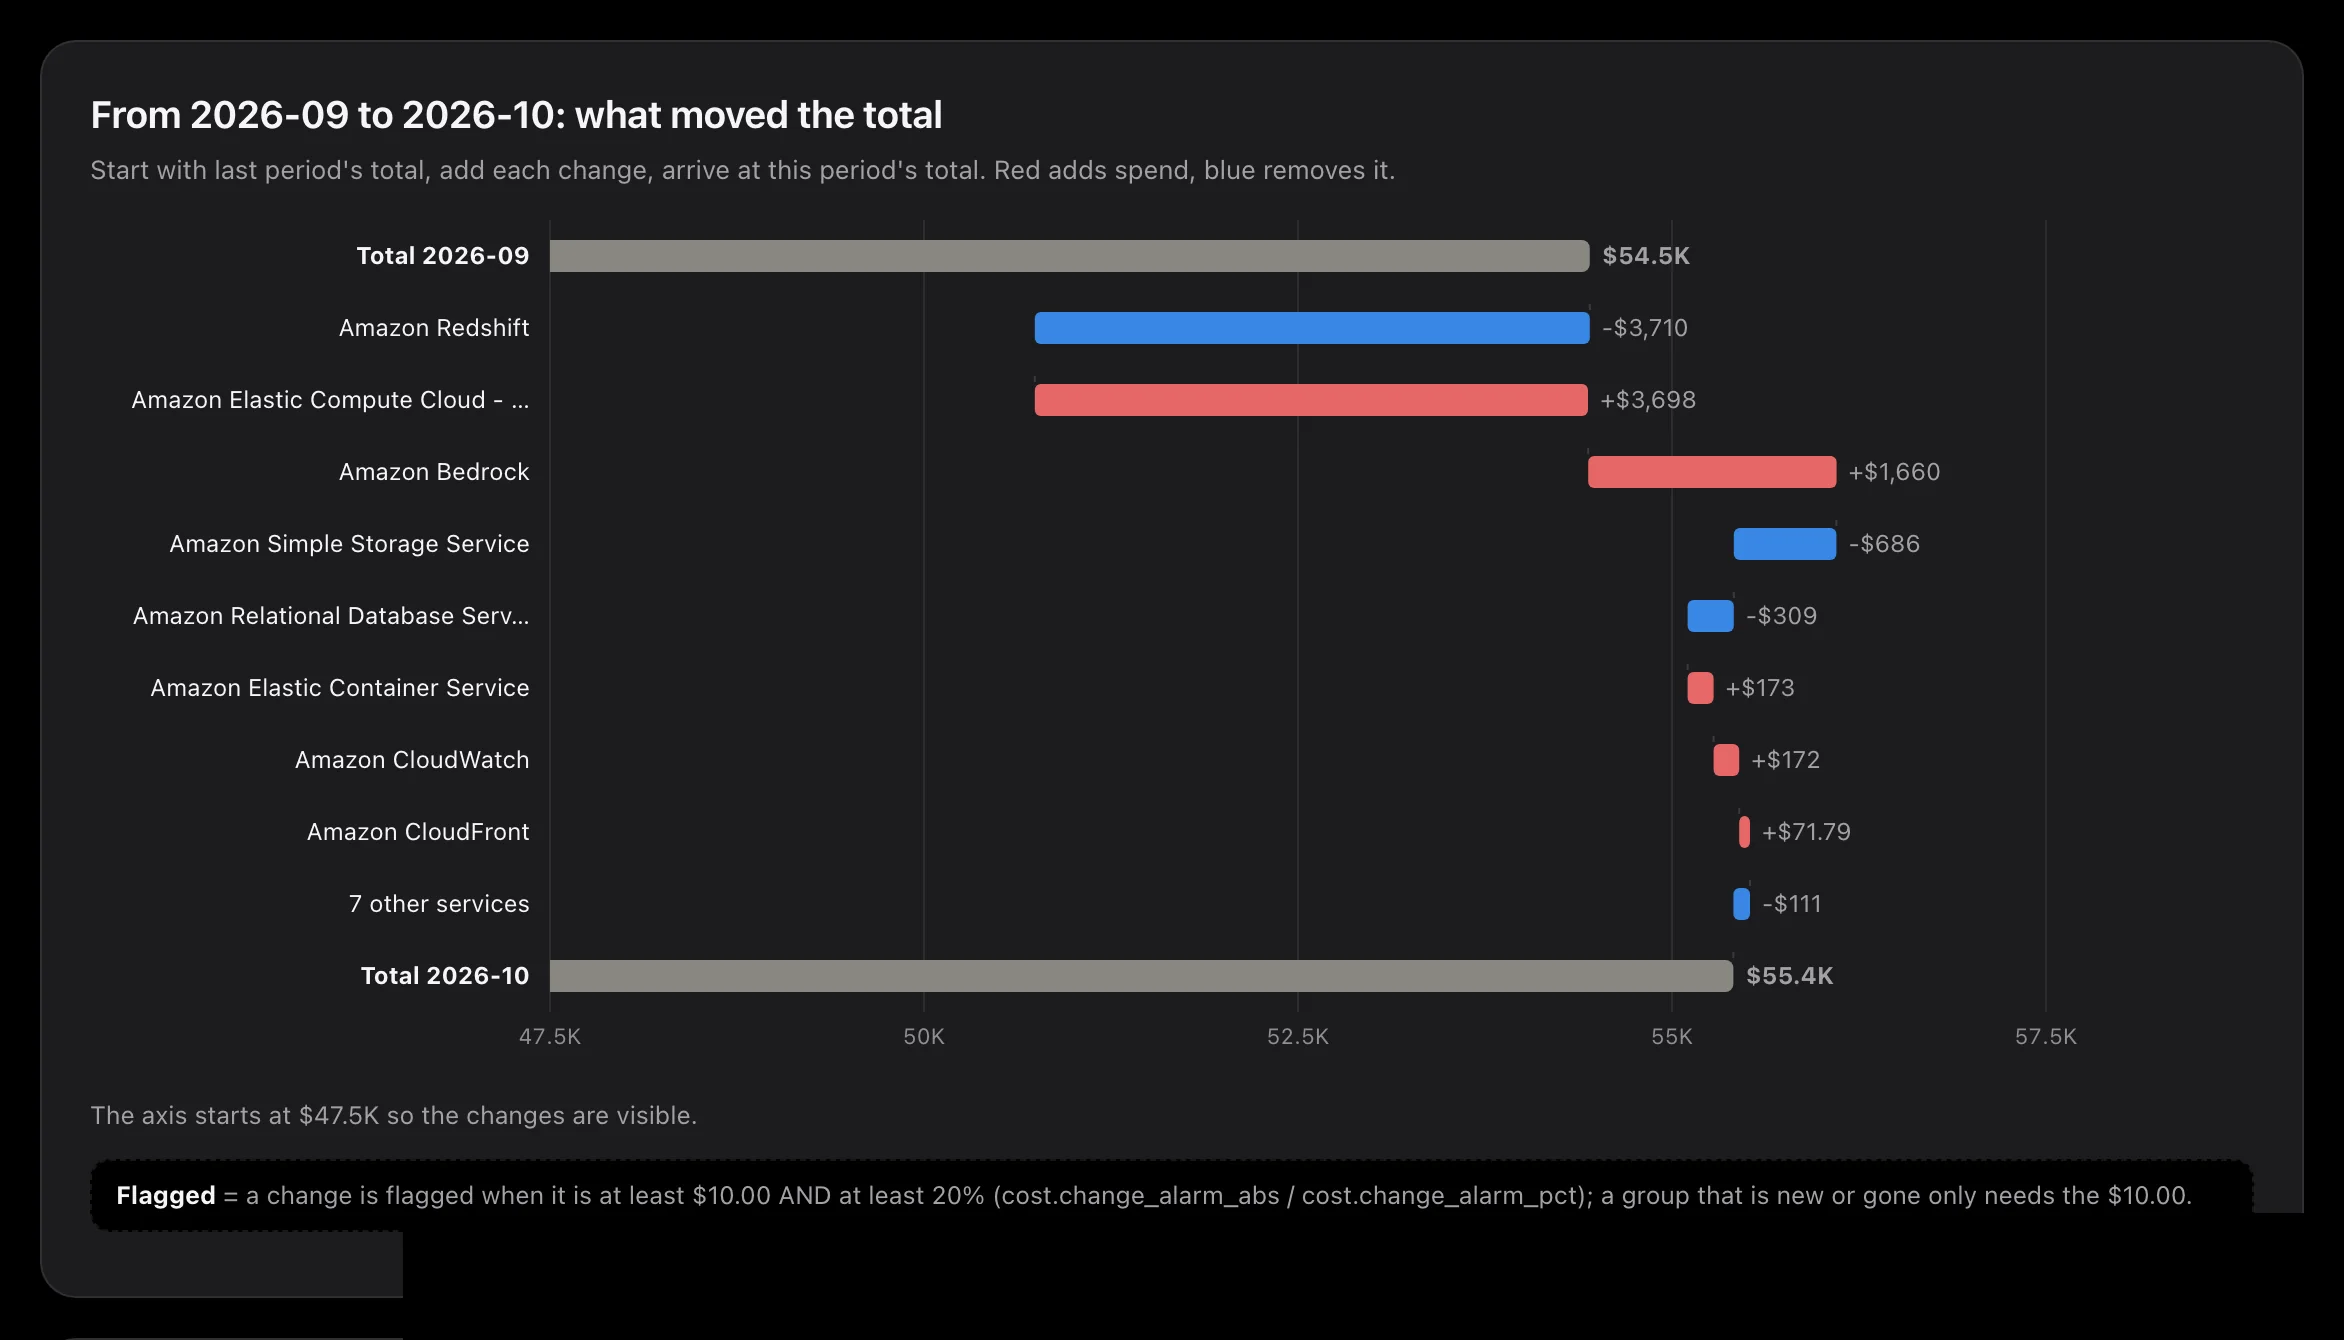 From 2026-09 to 2026-10: what moved the total
Start with last period's total, add each change, arrive at this period's total. Red adds spend, blue removes it.
Total 2026-09 $54.5K
Amazon Redshift -$3,710
Amazon Elastic Compute Cloud - ... +$3,698
Amazon Bedrock +$1,660
Amazon Simple Storage Service -$686
Amazon Relational Database Serv... -$309
Amazon Elastic Container Service +$173
Amazon CloudWatch +$172
Amazon CloudFront +$71.79
7 other services -$111
Total 2026-10 $55.4K
47.5K 50K 52.5K 55K 57.5K
The axis starts at $47.5K so the changes are visible.
Flagged = a change is flagged when it is at least $10.00 AND at least 20% (cost.change_alarm_abs / cost.change_alarm_pct); a group that is new or gone only needs the $10.00.